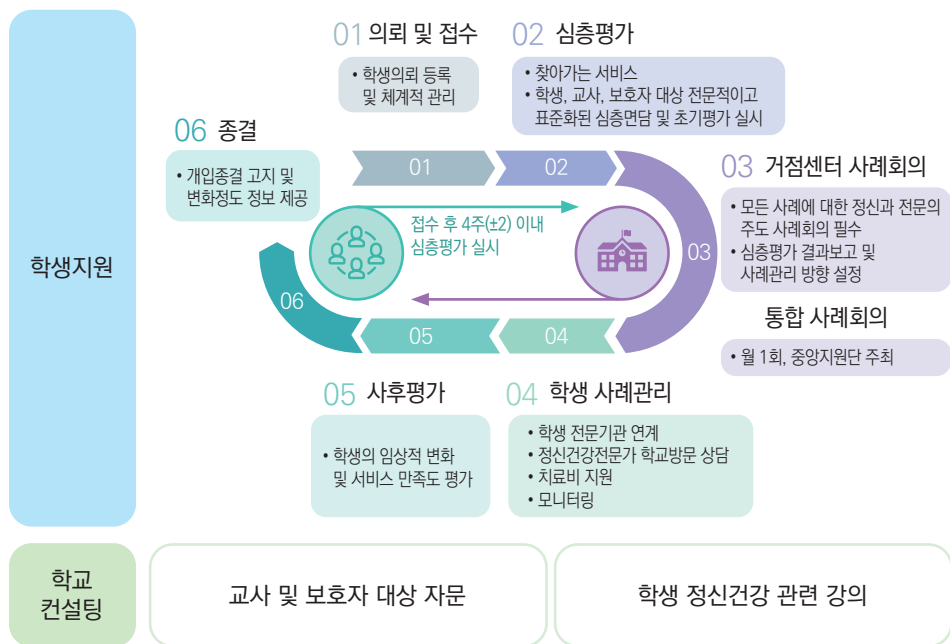 학생지원
01 의뢰 및 접수
• 학생의뢰 등록
및 체계적 관리
02 심층평가
• 찾아가는 서비스
• 학생, 교사, 보호자 대상 전문적이고
표준화된 심층면담 및 초기평가 실시
06 종결
• 개입종결 고지 및
변화정도 정보 제공
01
02
03
04
05
06
접수 후 4주(±2) 이내
심층평가 실시
03 거점센터 사례회의
• 모든 사례에 대한 정신과 전문의
주도 사례회의 필수
• 심층평가 결과보고 및
사례관리 방향 설정
통합 사례회의
• 월 1회, 중앙지원단 주최
05 사후평가
• 학생의 임상적 변화
및 서비스 만족도 평가
04 학생 사례관리
• 학생 전문기관 연계
• 정신건강전문가 학교방문 상담
• 치료비 지원
• 모니터링
학교
컨설팅
교사 및 보호자 대상 자문
학생 정신건강 관련 강의